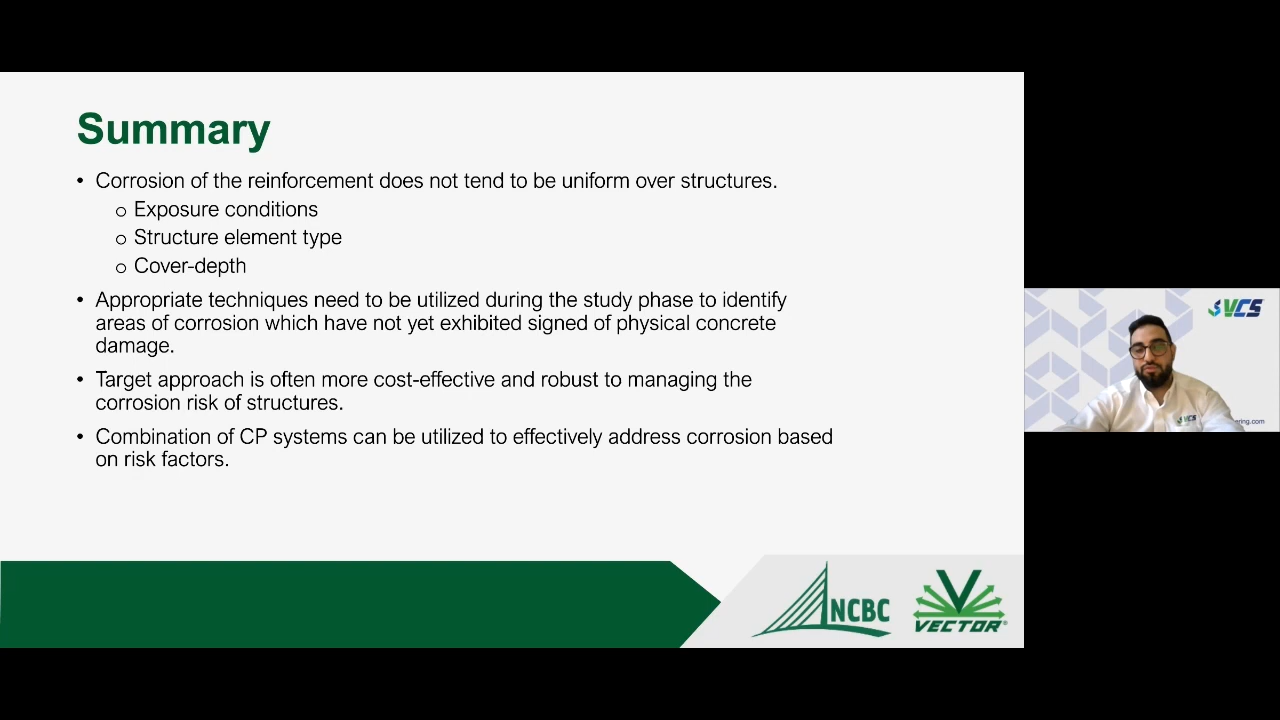 Summary
• Corrosion of the reinforcement does not tend to be uniform over structures.
o Exposure conditions
o Structure element type
o Cover-depth
• Appropriate techniques need to be utilized during the study phase to identify
areas of corrosion which have not yet exhibited signed of physical concrete
damage.
• Target approach is often more cost-effective and robust to managing the
corrosion risk of structures.
• Combination of CP systems can be utilized to effectively address corrosion based
on risk factors.
NCBC
VECTOR®
VCS
VCS
ering.com